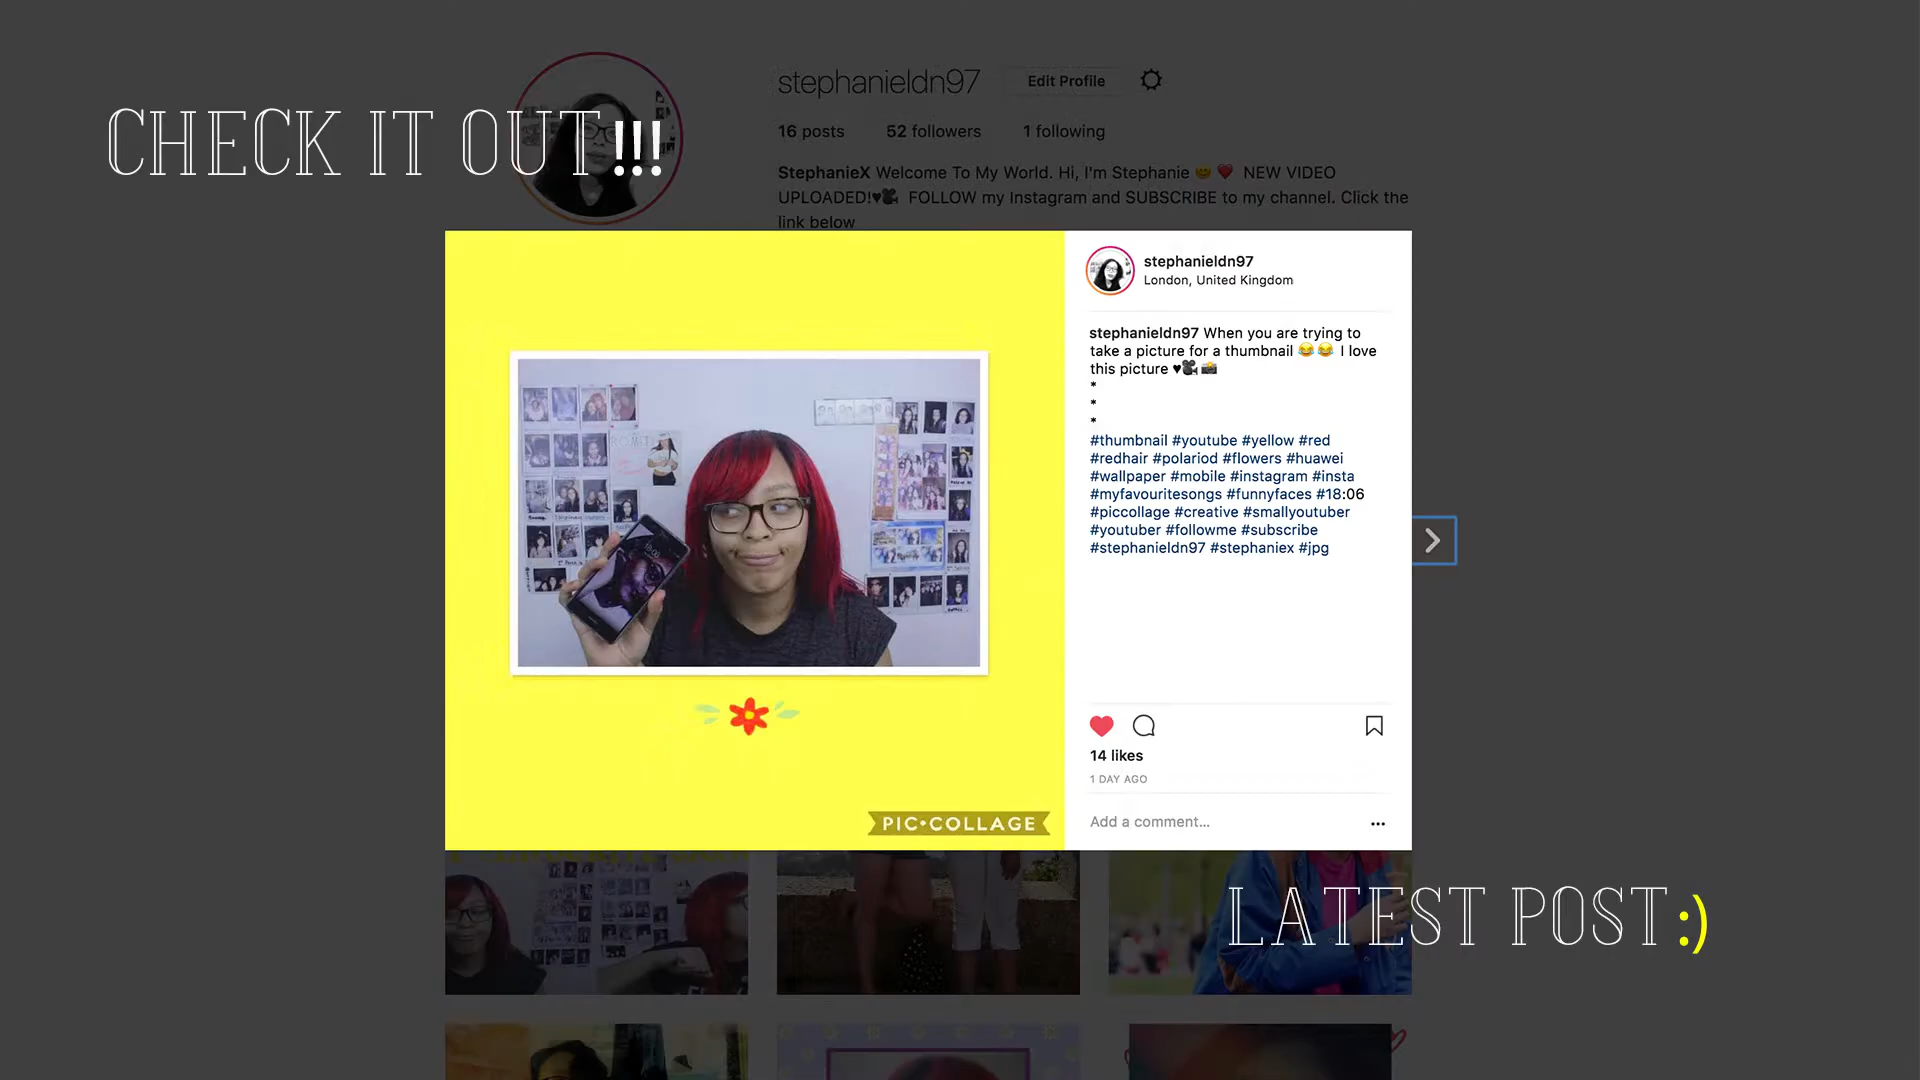 stephanieldn97 Edit Profile
CHECK IT OUT!!!
16 posts 52 followers 1 following
StephanieX Welcome To My World. Hi, I'm Stephanie 😊 ❤️ NEW VIDEO
UPLOADED!♥🎥 FOLLOW my Instagram and SUBSCRIBE to my channel. Click the
link below
stephanieldn97
London, United Kingdom
stephanieldn97 When you are trying to
take a picture for a thumbnail 😂😂 I love
this picture ♥🎥📸
*
*
*
#thumbnail #youtube #yellow #red
#redhair #polariod #flowers #huawei
#wallpaper #mobile #instagram #insta
#myfavouritesongs #funnyfaces #18:06
#piccollage #creative #smallyoutuber
#youtuber #followme #subscribe
#stephanieldn97 #stephaniex #jpg
14 likes
1 DAY AGO
Add a comment...
PIC•COLLAGE
LATEST POST:)